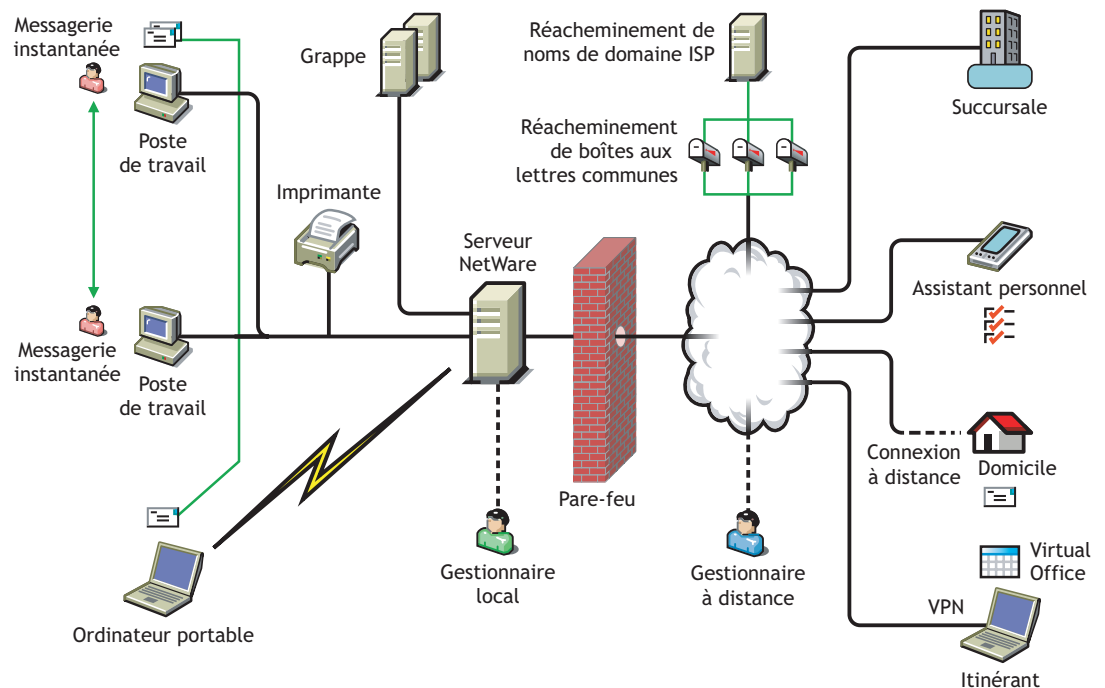 Messagerie
instantanée
Poste
de travail
Messagerie
instantanée
Poste
de travail
Imprimante
Grappe
Serveur
NetWare
Réacheminement de
noms de domaine ISP
Réacheminement
de boîtes aux
lettres communes
Succursale
Assistant personnel
Connexion
à distance
Domicile
Pare-feu
Gestionnaire
local
Gestionnaire
à distance
Virtual
Office
VPN
Itinérant
Ordinateur portable